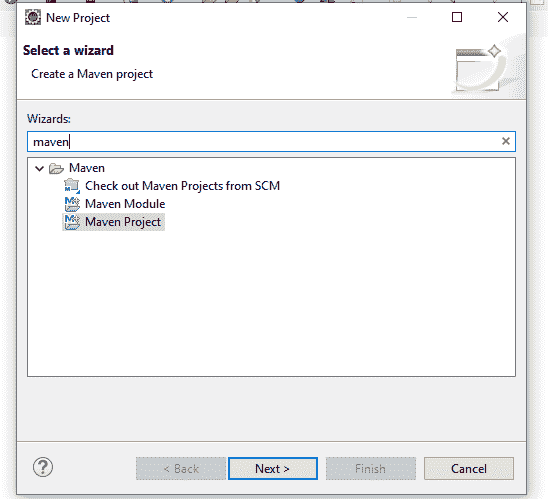 New Project
Select a wizard
Create a Maven project
Wizards:
maven
Maven
Check out Maven Projects from SCM
Maven Module
Maven Project
< Back
Next >
Finish
Cancel